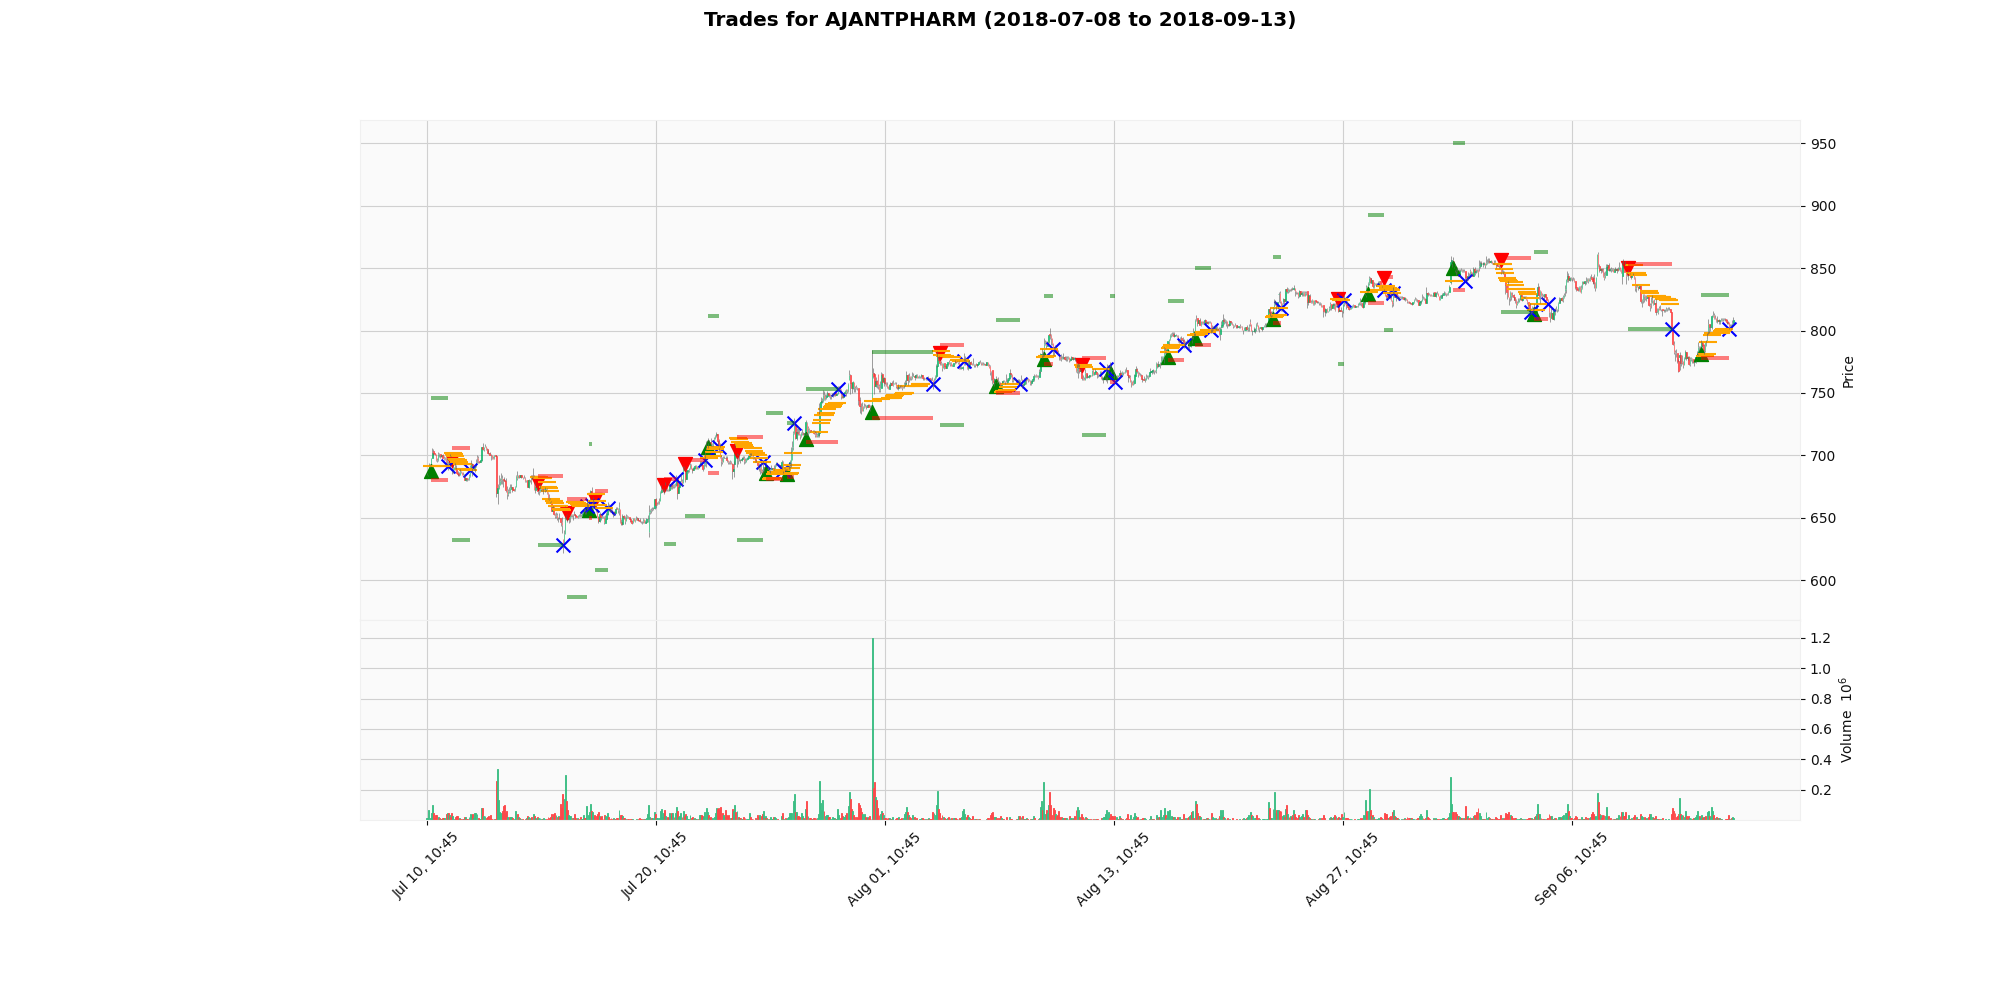 Trades for AJANTPHARM (2018-07-08 to 2018-09-13)
950
900
850
800
750
700
650
600
Price
1.2
1.0
0.8
0.6
0.4
0.2
Volume 10^6
Jul 10, 10:45
Jul 20, 10:45
Aug 01, 10:45
Aug 13, 10:45
Aug 27, 10:45
Sep 06, 10:45